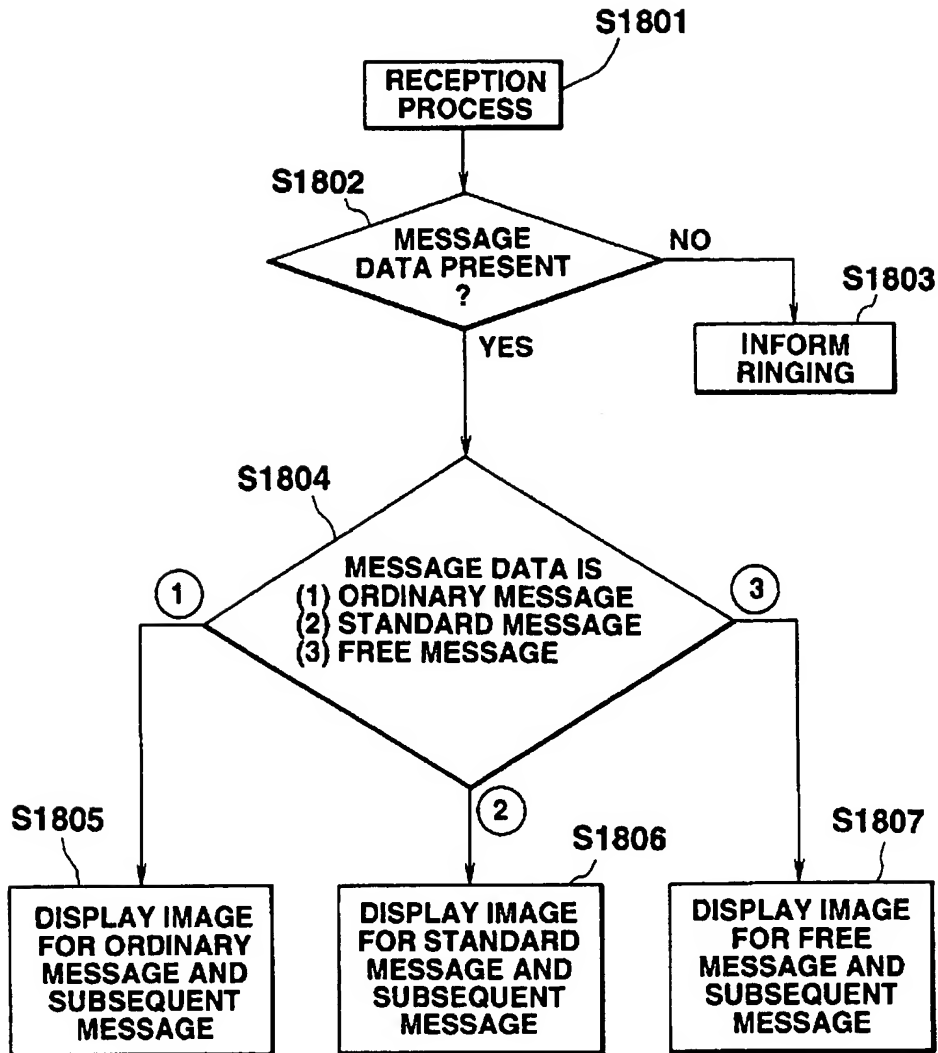 S1801
RECEPTION
PROCESS
S1802
MESSAGE
DATA PRESENT
?
NO
S1803
INFORM
RINGING
YES
S1804
MESSAGE DATA IS
(1) ORDINARY MESSAGE
(2) STANDARD MESSAGE
(3) FREE MESSAGE
1
3
2
S1805
DISPLAY IMAGE
FOR ORDINARY
MESSAGE AND
SUBSEQUENT
MESSAGE
S1806
DISPLAY IMAGE
FOR STANDARD
MESSAGE AND
SUBSEQUENT
MESSAGE
S1807
DISPLAY IMAGE
FOR FREE
MESSAGE AND
SUBSEQUENT
MESSAGE